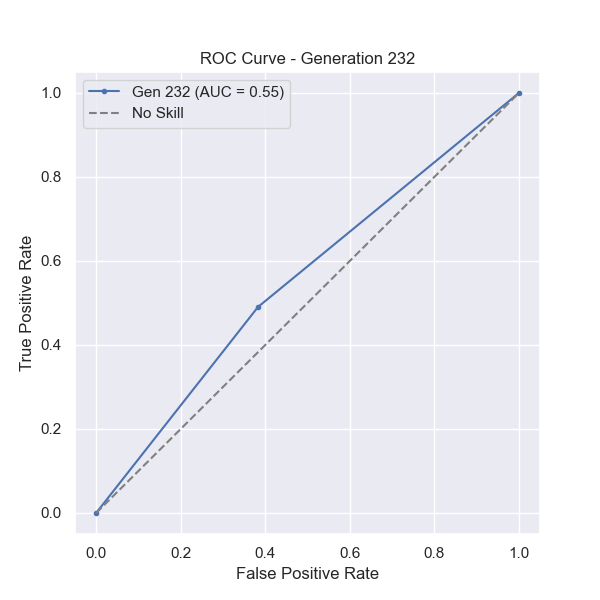 ROC Curve - Generation 232
Gen 232 (AUC = 0.55)
No Skill
1.0
0.8
0.6
0.4
0.2
0.0
True Positive Rate
0.0 0.2 0.4 0.6 0.8 1.0
False Positive Rate